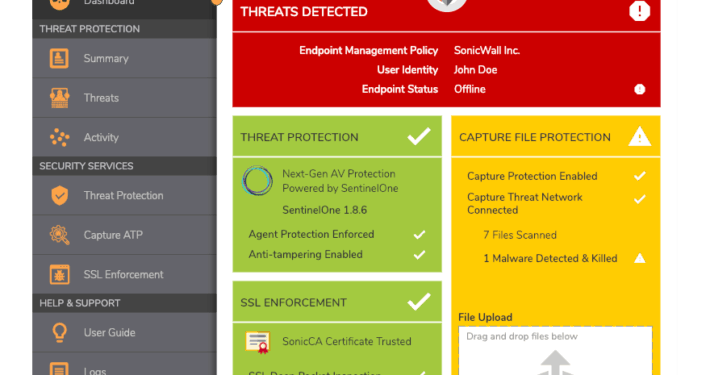 Dashboard
THREAT PROTECTION
Summary
Threats
Activity
SECURITY SERVICES
Threat Protection
Capture ATP
SSL Enforcement
HELP & SUPPORT
User Guide
Logs
THREATS DETECTED
Endpoint Management Policy SonicWall Inc.
User Identity John Doe
Endpoint Status Offline
THREAT PROTECTION
Next-Gen AV Protection
Powered by SentinelOne
SentinelOne 1.8.6
Agent Protection Enforced
Anti-tampering Enabled
SSL ENFORCEMENT
SonicCA Certificate Trusted
SSL Deep Packet Inspection
CAPTURE FILE PROTECTION
Capture Protection Enabled
Capture Threat Network
Connected
7 Files Scanned
1 Malware Detected & Killed
File Upload
Drag and drop files below